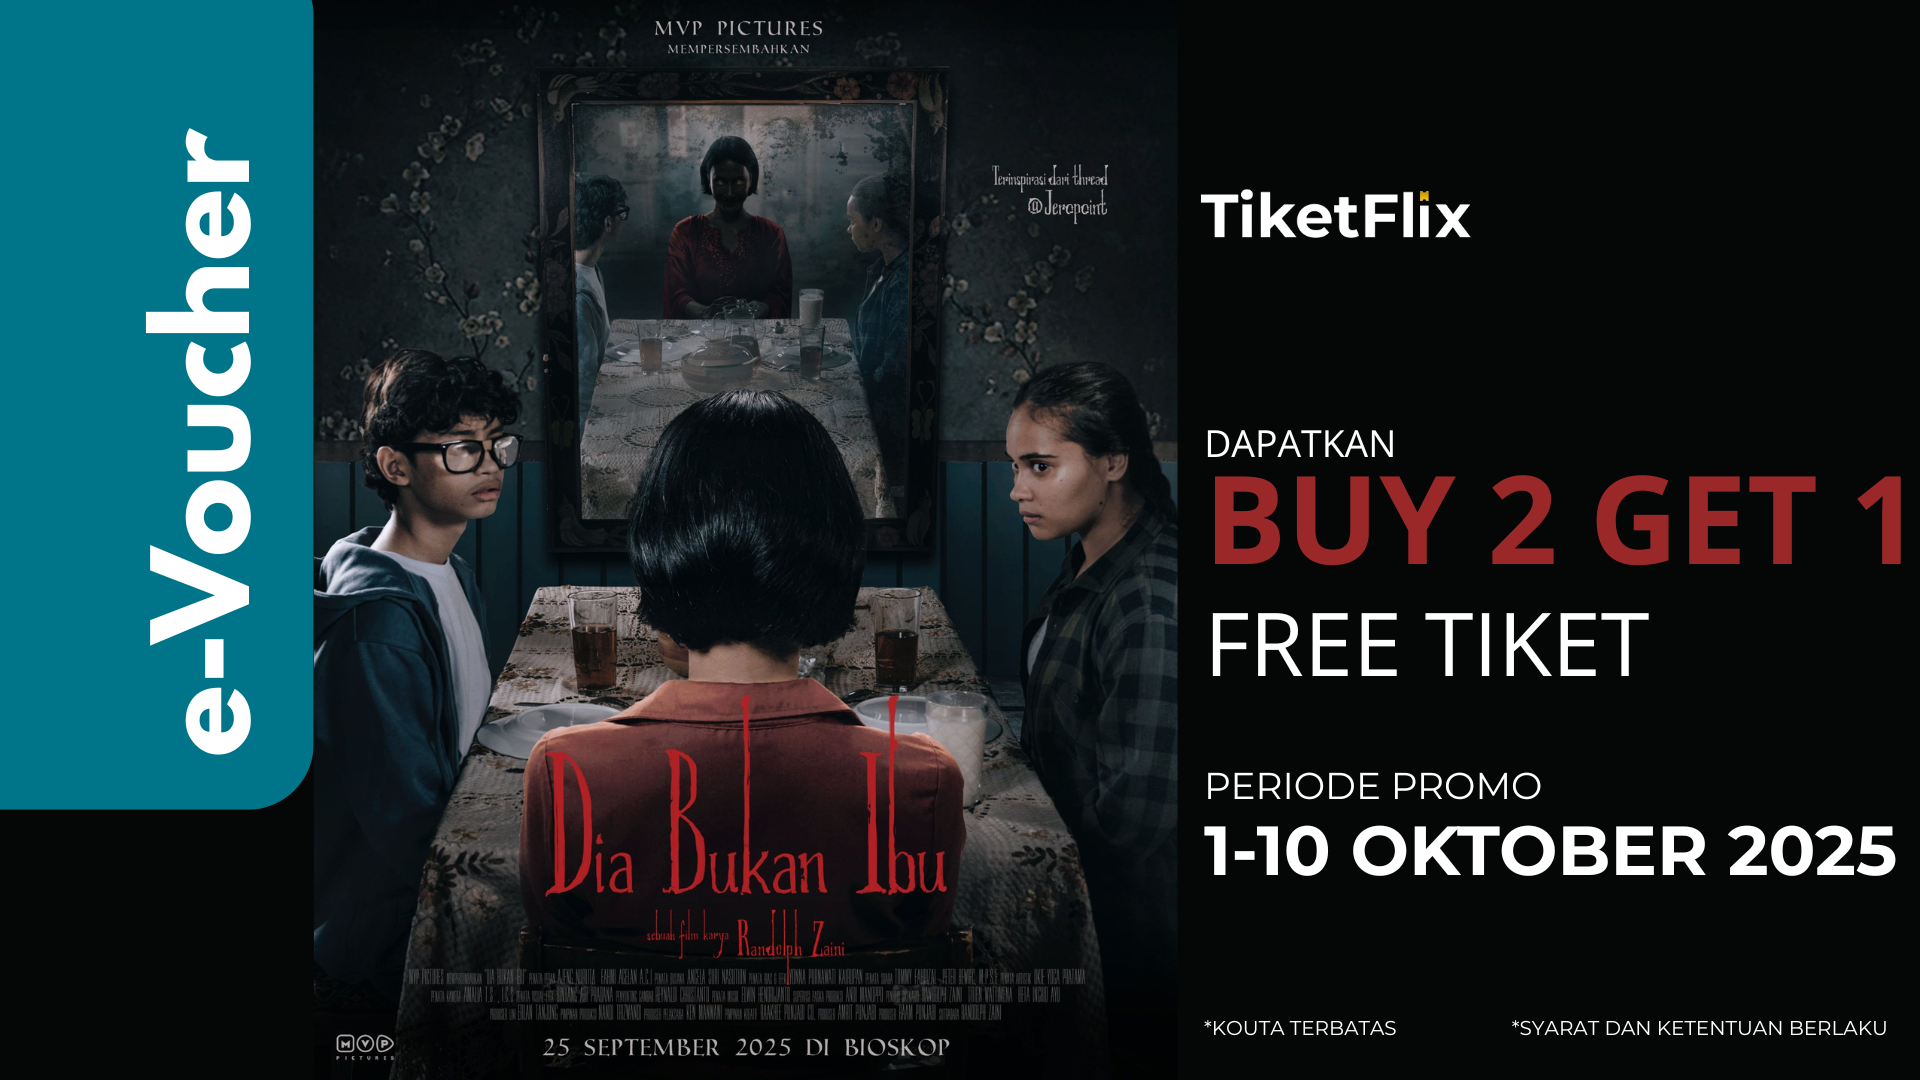 e-Voucher
MVP PICTURES
MEMPERSEMBAHKAN
Terinspirasi dari thread
@Jeropoint
Dia Bukan Ibu
sebuah film karya Randolph Zaini
MVP
PICTURES
25 SEPTEMBER 2025 DI BIOSKOP
TiketFlix
DAPATKAN
BUY 2 GET 1
FREE TIKET
PERIODE PROMO
1-10 OKTOBER 2025
*KOUTA TERBATAS
*SYARAT DAN KETENTUAN BERLAKU